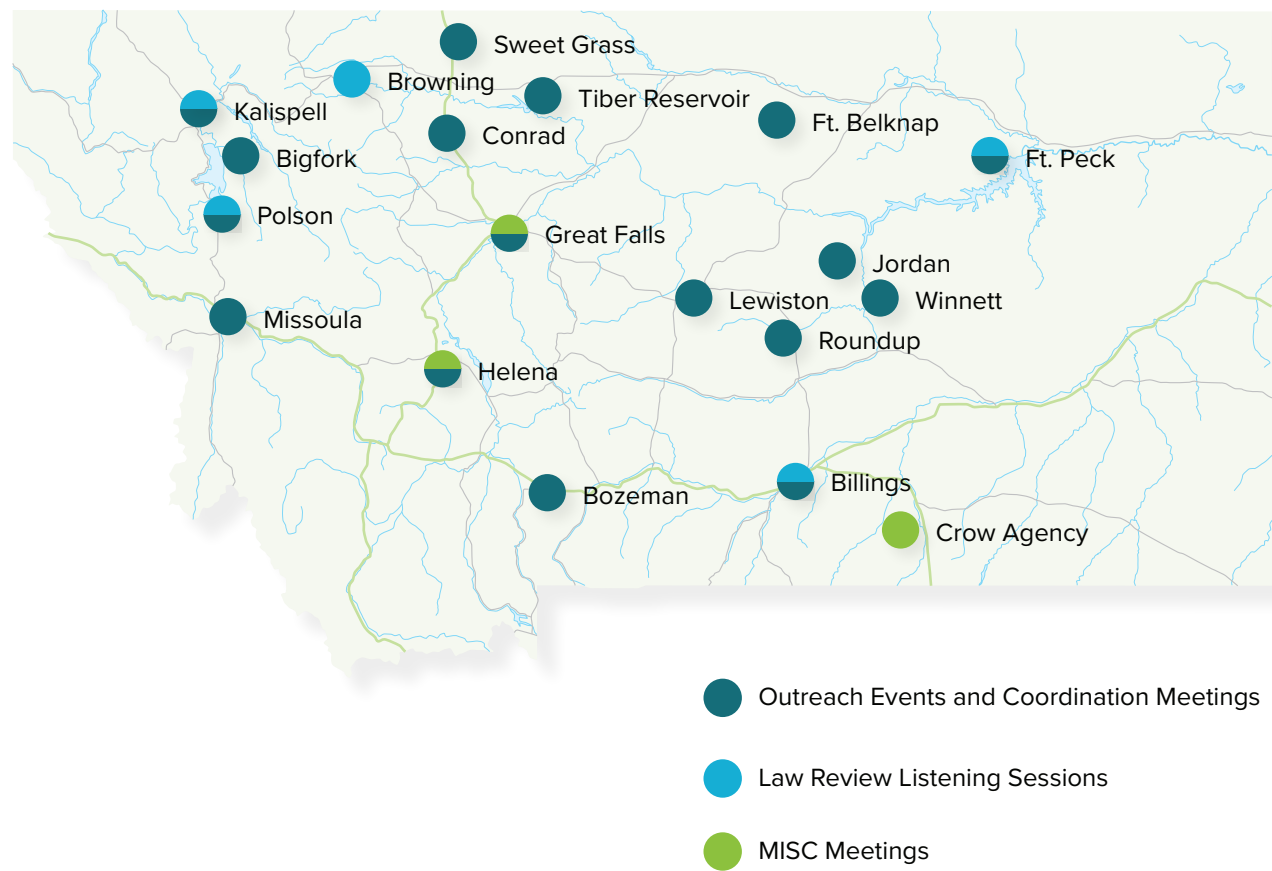 Sweet Grass
Browning
Tiber Reservoir
Kalispell
Ft. Belknap
Conrad
Bigfork
Ft. Peck
Polson
Great Falls
Jordan
Lewiston
Winnett
Missoula
Roundup
Helena
Billings
Bozeman
Crow Agency
Outreach Events and Coordination Meetings
Law Review Listening Sessions
MISC Meetings